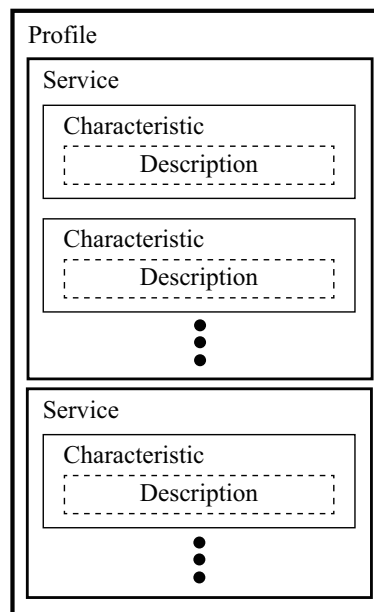 Profile
Service
Characteristic
Description
Characteristic
Description
Service
Characteristic
Description